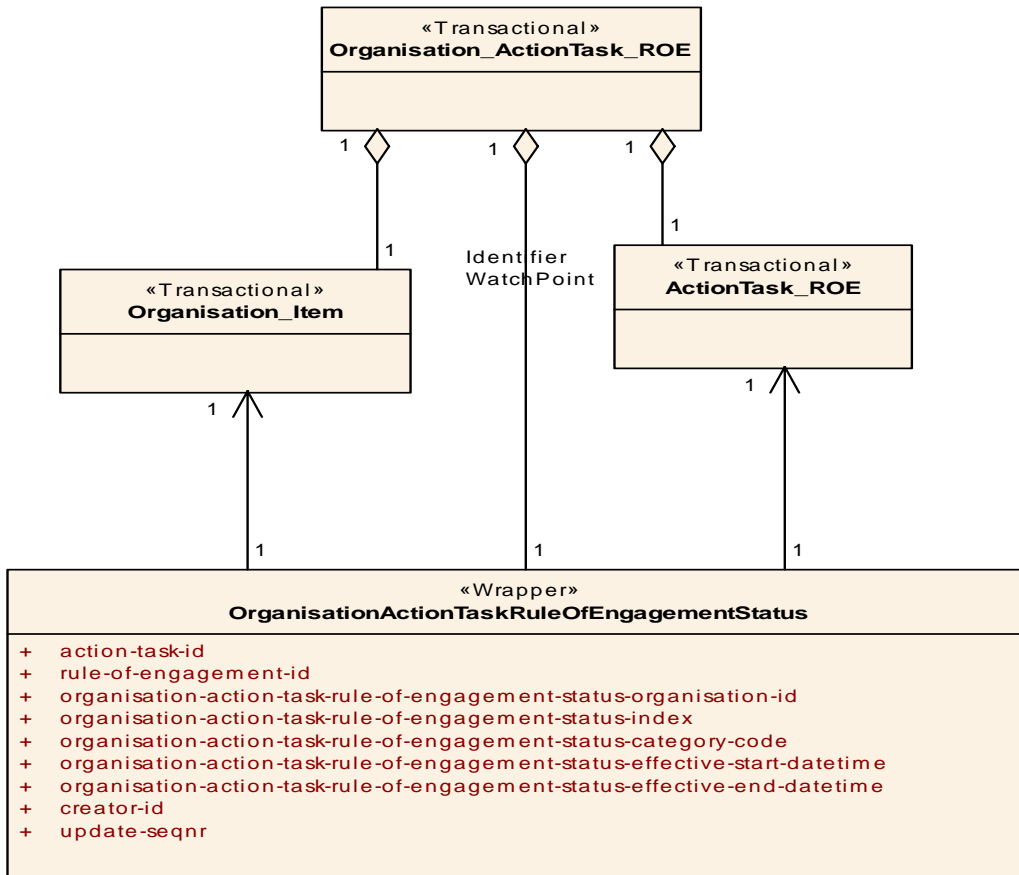 «Transactional»
Organisation_ActionTask_ROE
1
1
1
1
1
Identifier
WatchPoint
«Transactional»
ActionTask_ROE
«Transactional»
Organisation_Item
1
1
1
1
1
«Wrapper»
OrganisationActionTaskRuleOfEngagementStatus
+ action-task-id
+ rule-of-engagement-id
+ organisation-action-task-rule-of-engagement-status-organisation-id
+ organisation-action-task-rule-of-engagement-status-index
+ organisation-action-task-rule-of-engagement-status-category-code
+ organisation-action-task-rule-of-engagement-status-effective-start-datetime
+ organisation-action-task-rule-of-engagement-status-effective-end-datetime
+ creator-id
+ update-seqnr